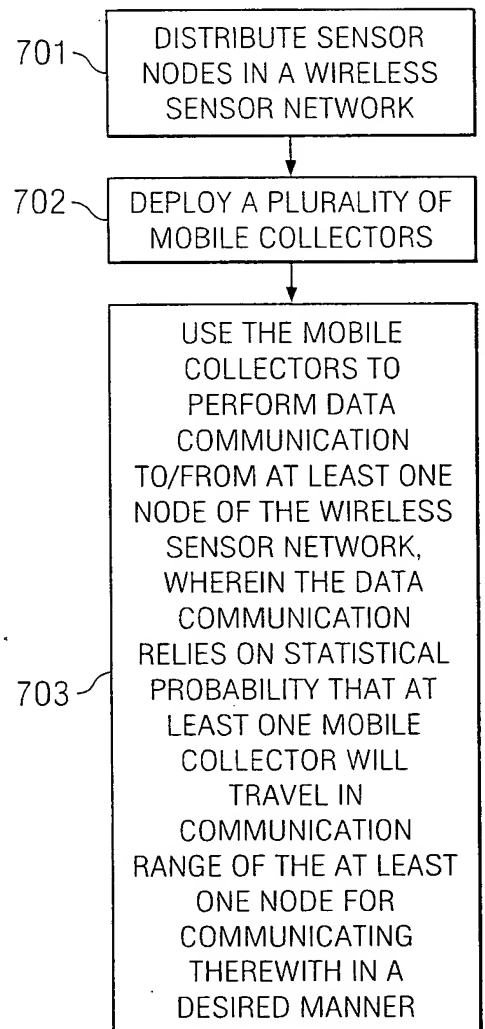 701
DISTRIBUTE SENSOR
NODES IN A WIRELESS
SENSOR NETWORK
702
DEPLOY A PLURALITY OF
MOBILE COLLECTORS
USE THE MOBILE
COLLECTORS TO
PERFORM DATA
COMMUNICATION
TO/FROM AT LEAST ONE
NODE OF THE WIRELESS
SENSOR NETWORK,
WHEREIN THE DATA
COMMUNICATION
RELIES ON STATISTICAL
703
PROBABILITY THAT AT
LEAST ONE MOBILE
COLLECTOR WILL
TRAVEL IN
COMMUNICATION
RANGE OF THE AT LEAST
ONE NODE FOR
COMMUNICATING
THEREWITH IN A
DESIRED MANNER